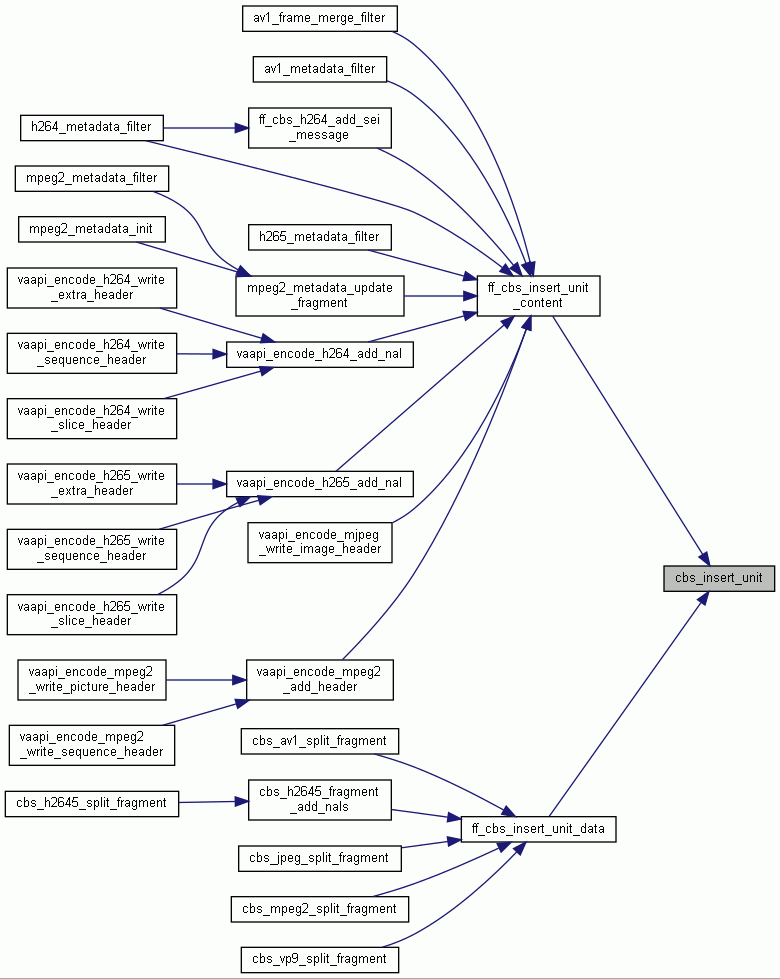 av1_frame_merge_filter
av1_metadata_filter
h264_metadata_filter
ff_cbs_h264_add_sei
_message
mpeg2_metadata_filter
mpeg2_metadata_init
h265_metadata_filter
vaapi_encode_h264_write
_extra_header
mpeg2_metadata_update
_fragment
ff_cbs_insert_unit
_content
vaapi_encode_h264_write
_sequence_header
vaapi_encode_h264_add_nal
vaapi_encode_h264_write
_slice_header
vaapi_encode_h265_write
_extra_header
vaapi_encode_h265_add_nal
vaapi_encode_h265_write
_sequence_header
vaapi_encode_mjpeg
_write_image_header
cbs_insert_unit
vaapi_encode_h265_write
_slice_header
vaapi_encode_mpeg2
_write_picture_header
vaapi_encode_mpeg2
_add_header
vaapi_encode_mpeg2
_write_sequence_header
cbs_av1_split_fragment
cbs_h2645_split_fragment
cbs_h2645_fragment
_add_nals
ff_cbs_insert_unit_data
cbs_jpeg_split_fragment
cbs_mpeg2_split_fragment
cbs_vp9_split_fragment